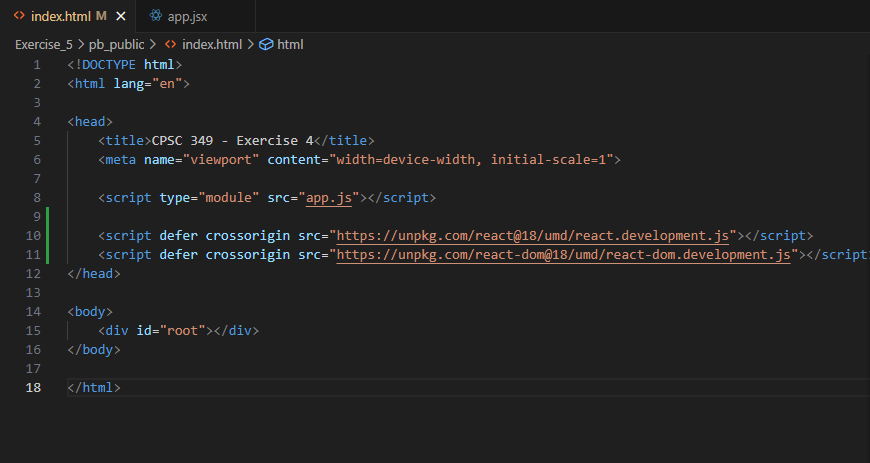 index.html M app.jsx
Exercise_5 > pb_public > index.html > html
1 <!DOCTYPE html>
2 <html lang="en">
3
4 <head>
5 <title>CPSC 349 - Exercise 4</title>
6 <meta name="viewport" content="width=device-width, initial-scale=1">
7
8 <script type="module" src="app.js"></script>
9
10 <script defer crossorigin src="https://unpkg.com/react@18/umd/react.development.js"></script>
11 <script defer crossorigin src="https://unpkg.com/react-dom@18/umd/react-dom.development.js"></script
12 </head>
13
14 <body>
15 <div id="root"></div>
16 </body>
17
18 </html>